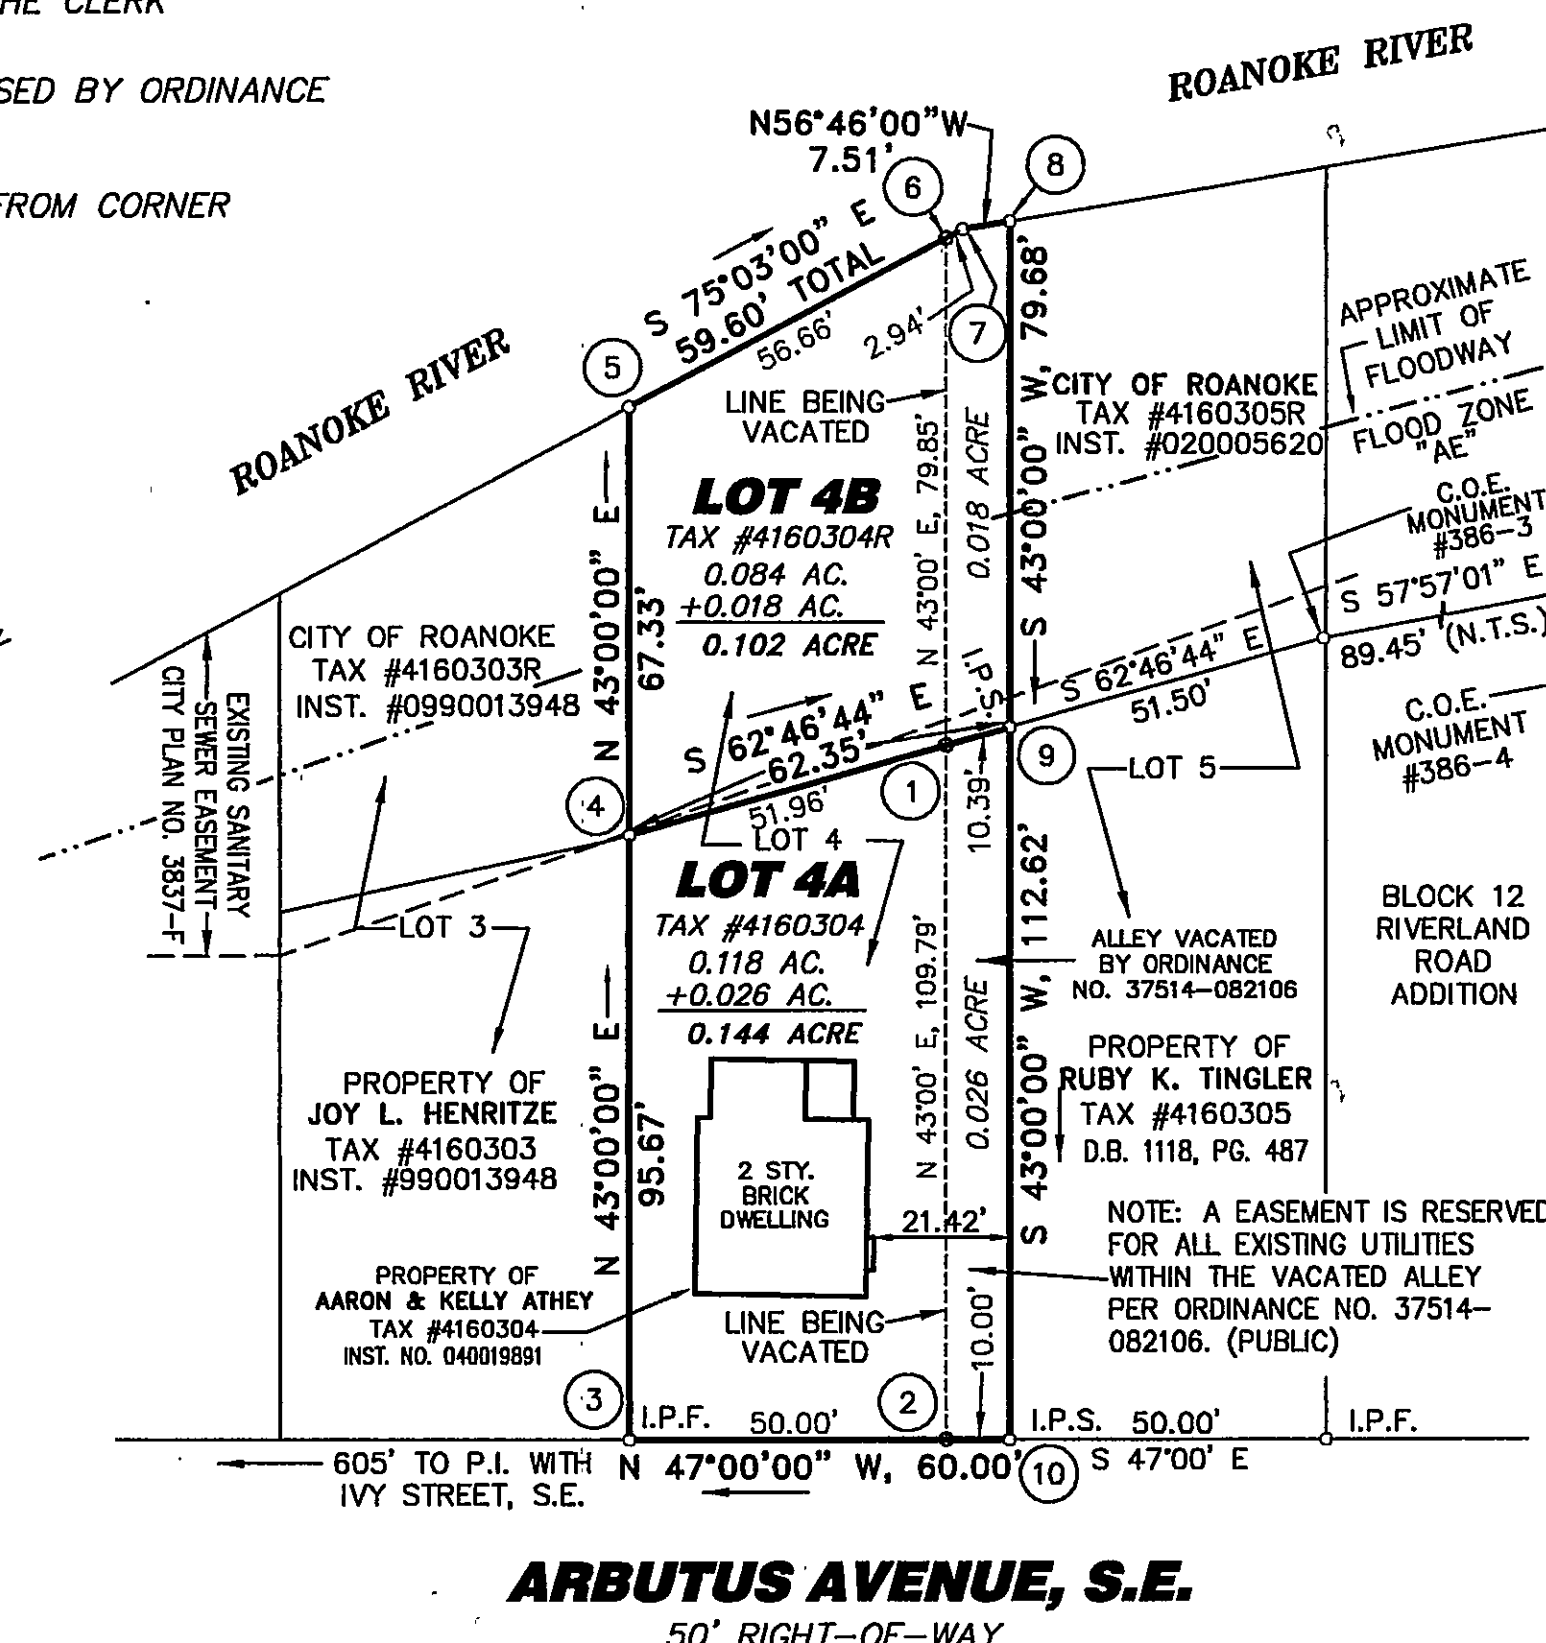 THE CLERK
SED BY ORDINANCE
FROM CORNER
ROANOKE RIVER
N56°46'00"W
7.51'
6
8
S 75°03'00" E
59.60' TOTAL
56.66'
2.94'
7
5
ROANOKE RIVER
S 43°00'00" W, 79.68'
LINE BEING
VACATED
N 43°00' E, 79.85'
0.018 ACRE
CITY OF ROANOKE
TAX #4160305R
INST. #020005620
APPROXIMATE
LIMIT OF
FLOODWAY
FLOOD ZONE
"AE"
C.O.E.
MONUMENT
#386-3
S 57°57'01" E
89.45' (N.T.S.)
C.O.E.
MONUMENT
#386-4
LOT 4B
TAX #4160304R
0.084 AC.
+0.018 AC.
0.102 ACRE
N 43°00'00" E
67.33'
CITY OF ROANOKE
TAX #4160303R
INST. #0990013948
EXISTING SANITARY
SEWER EASEMENT
CITY PLAN NO. 3837-F
S 62°46'44" E
62.35'
51.96'
I.P.S.
S 62°46'44" E
51.50'
4
1
9
10.39'
LOT 5
LOT 4
LOT 3
LOT 4A
TAX #4160304
0.118 AC.
+0.026 AC.
0.144 ACRE
N 43°00' E, 109.79'
0.026 ACRE
S 43°00'00" W, 112.62'
ALLEY VACATED
BY ORDINANCE
NO. 37514-082106
BLOCK 12
RIVERLAND
ROAD
ADDITION
N 43°00'00" E
95.67'
PROPERTY OF
JOY L. HENRITZE
TAX #4160303
INST. #990013948
PROPERTY OF
RUBY K. TINGLER
TAX #4160305
D.B. 1118, PG. 487
2 STY.
BRICK
DWELLING
21.42'
NOTE: A EASEMENT IS RESERVED
FOR ALL EXISTING UTILITIES
WITHIN THE VACATED ALLEY
PER ORDINANCE NO. 37514-
082106. (PUBLIC)
PROPERTY OF
AARON & KELLY ATHEY
TAX #4160304
INST. NO. 040019891
LINE BEING
VACATED
10.00'
3
2
I.P.F. 50.00'
I.P.S. 50.00'
I.P.F.
605' TO P.I. WITH
IVY STREET, S.E.
N 47°00'00" W, 60.00'
10
S 47°00' E
ARBUTUS AVENUE, S.E.
50' RIGHT-OF-WAY